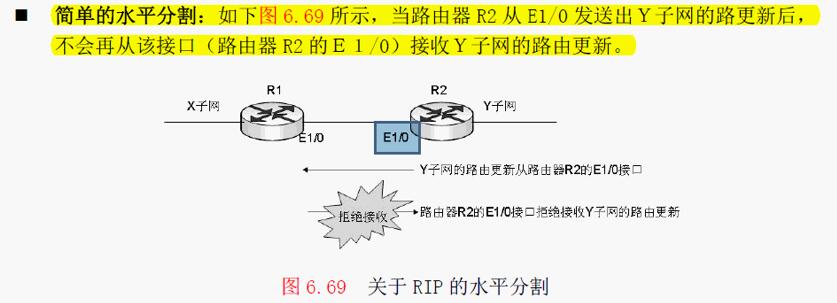 ■ 简单的水平分割：如下图 6.69 所示，当路由器 R2 从 E1/0 发送出 Y 子网的路更新后，
不会再从该接口（路由器 R2 的 E 1 /0）接收 Y 子网的路由更新。
X子网 R1 R2 Y子网
E1/0 E1/0
Y子网的路由更新从路由器R2的E1/0接口
拒绝接收 路由器R2的E1/0接口拒绝接收Y子网的路由更新
图 6.69 关于 RIP 的水平分割